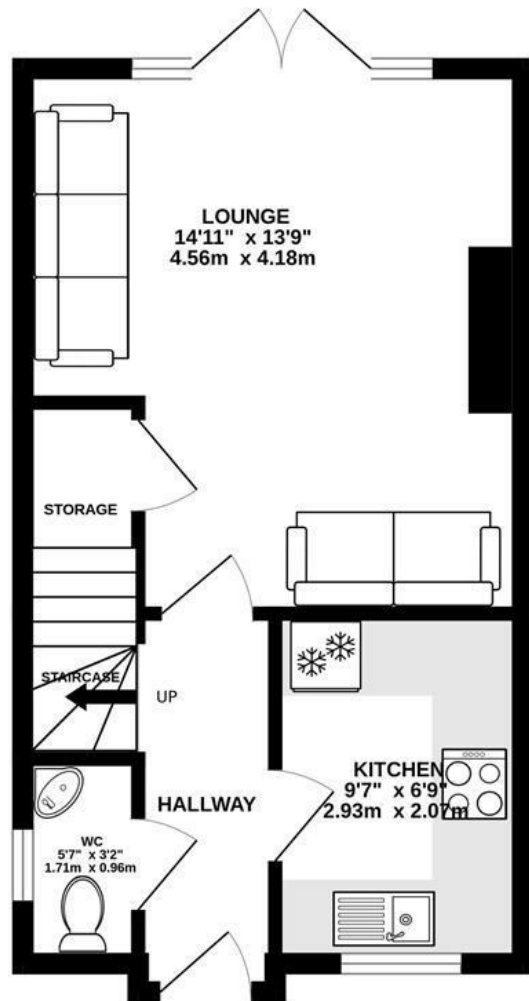 LOUNGE
14'11" x 13'9"
4.56m x 4.18m
STORAGE
STAIRCASE
UP
KITCHEN
9'7" x 6'9"
2.93m x 2.07m
HALLWAY
WC
5'7" x 3'2"
1.71m x 0.96m